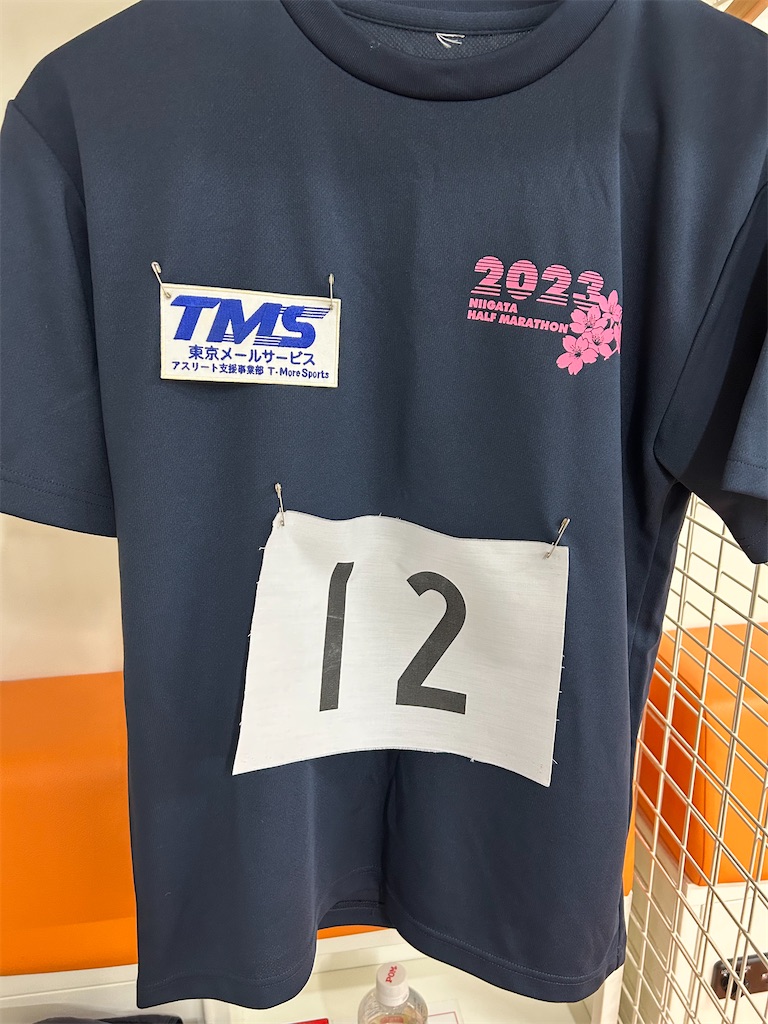 2023
NIIGATA
HALF MARATHON
TMS
東京メールサービス
アスリート支援事業部 T・More Sports
12
POM